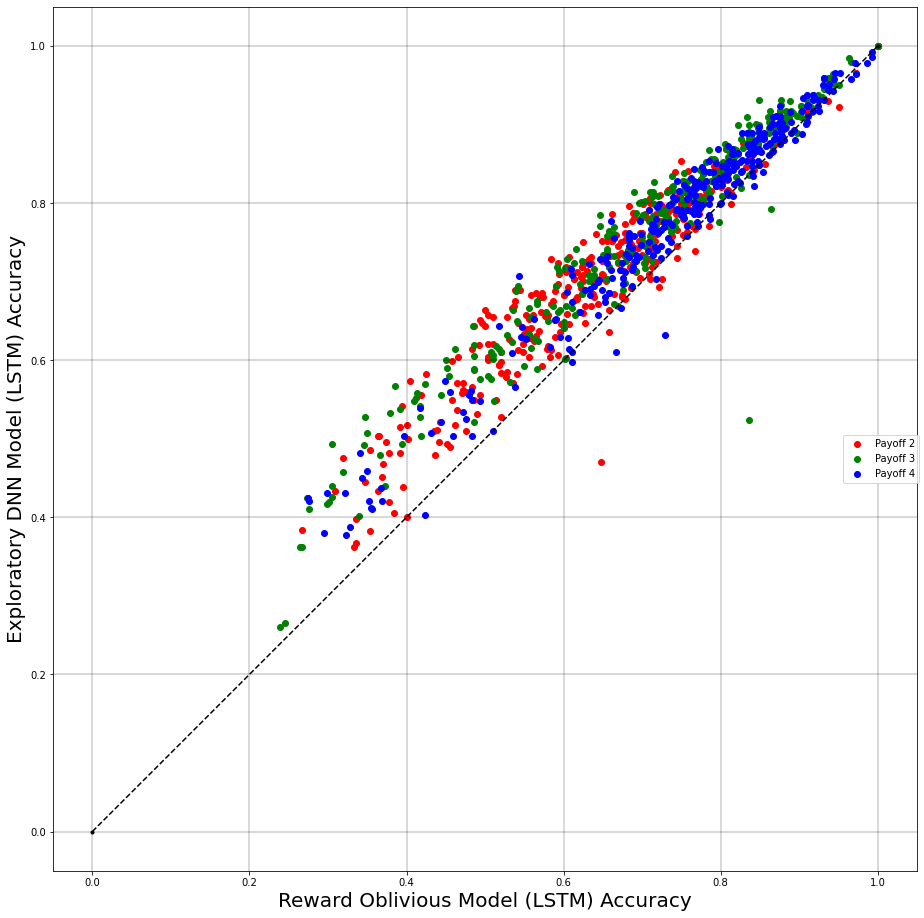 Exploratory DNN Model (LSTM) Accuracy
1.0
0.8
0.6
0.4
0.2
0.0
Payoff 2
Payoff 3
Payoff 4
0.0 0.2 0.4 0.6 0.8 1.0
Reward Oblivious Model (LSTM) Accuracy